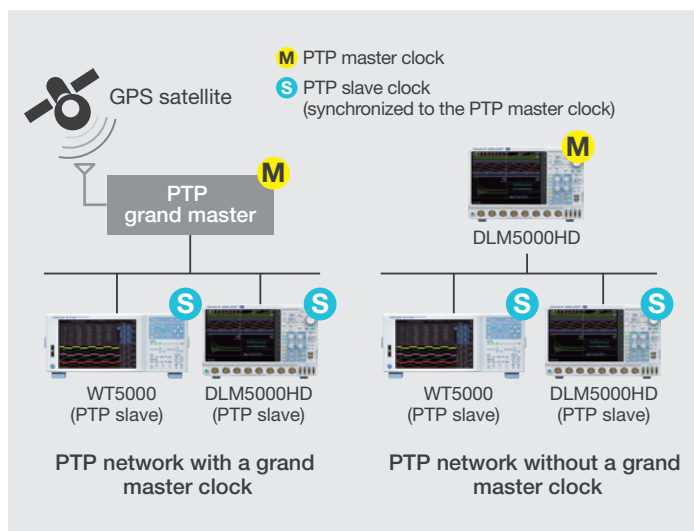 M PTP master clock
S PTP slave clock
(synchronized to the PTP master clock)
GPS satellite
M
PTP
grand master
M
DLM5000HD
S
S
WT5000
(PTP slave)
DLM5000HD
(PTP slave)
S
S
WT5000
(PTP slave)
DLM5000HD
(PTP slave)
PTP network with a grand
master clock
PTP network without a grand
master clock